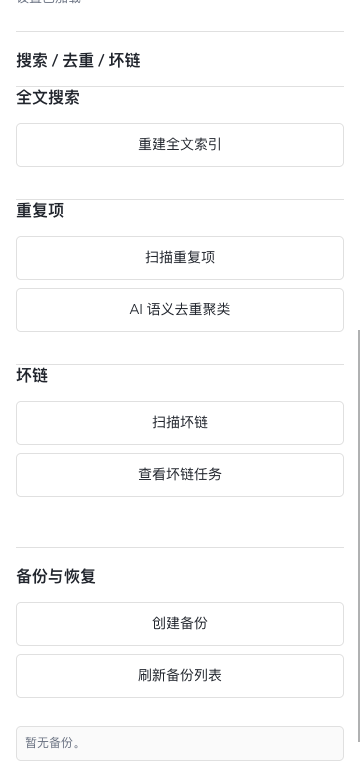 搜索 / 去重 / 坏链
全文搜索
重建全文索引
重复项
扫描重复项
AI 语义去重聚类
坏链
扫描坏链
查看坏链任务
备份与恢复
创建备份
刷新备份列表
暂无备份。